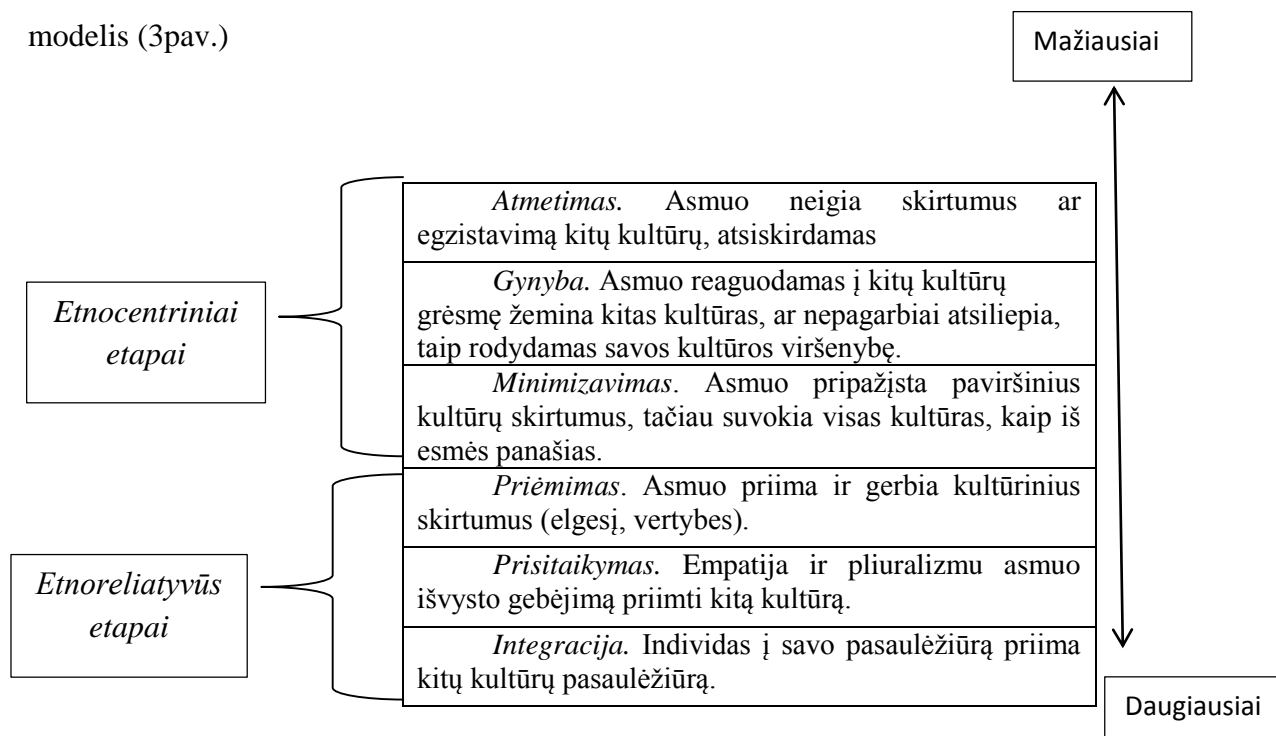 modelis (3pav.)
Mažiausiai
Etnocentriniai
etapai
Atmetimas. Asmuo neigia skirtumus ar
egzistavimą kitų kultūrų, atsiskirdamas
Gynyba. Asmuo reaguodamas į kitų kultūrų
grėsmę žemina kitas kultūras, ar nepagarbiai atsiliepia,
taip rodydamas savos kultūros viršenybę.
Minimizavimas. Asmuo pripažįsta paviršinius
kultūrų skirtumus, tačiau suvokia visas kultūras, kaip iš
esmės panašias.
Etnoreliatyvūs
etapai
Priėmimas. Asmuo priima ir gerbia kultūrinius
skirtumus (elgesį, vertybes).
Prisitaikymas. Empatija ir pliuralizmu asmuo
išvysto gebėjimą priimti kitą kultūrą.
Integracija. Individas į savo pasaulėžiūrą priima
kitų kultūrų pasaulėžiūrą.
Daugiausiai